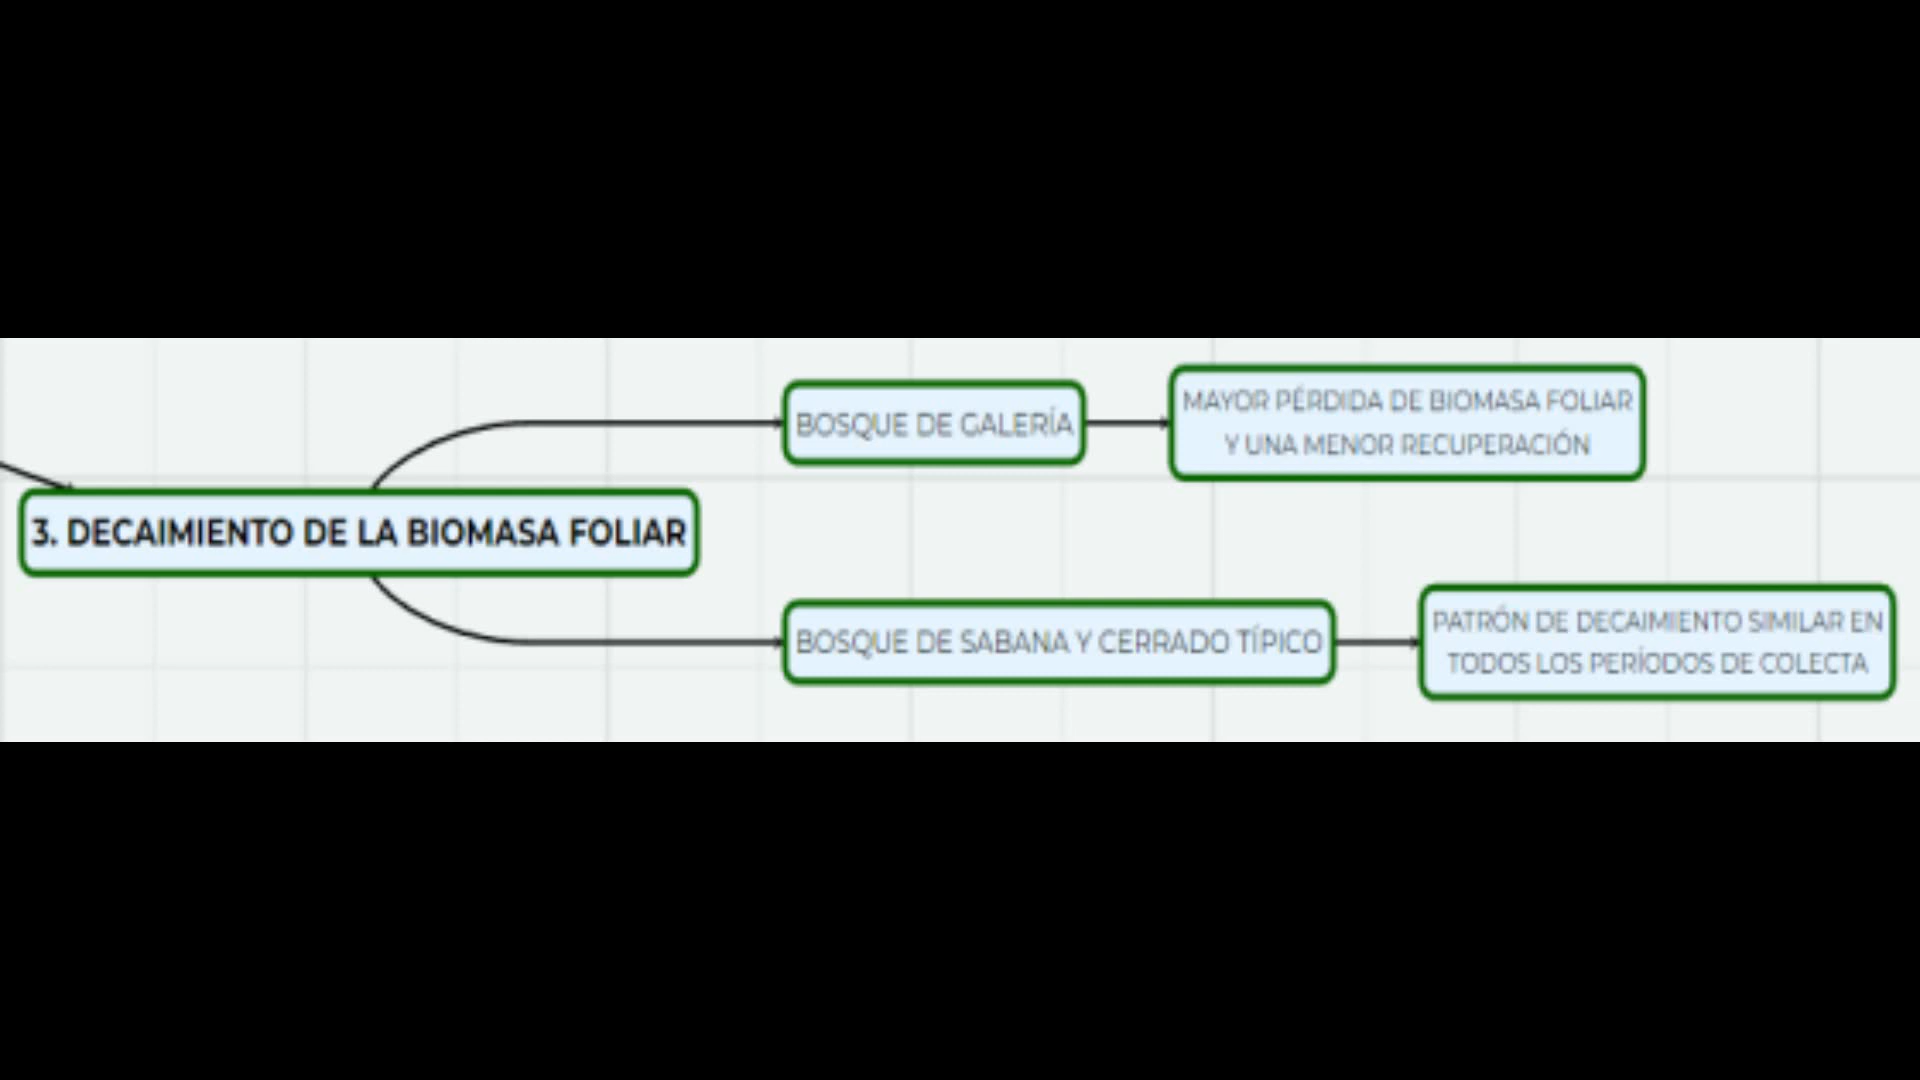 3. DECAIMIENTO DE LA BIOMASA FOLIAR
BOSQUE DE GALERÍA
MAYOR PÉRDIDA DE BIOMASA FOLIAR
Y UNA MENOR RECUPERACIÓN
BOSQUE DE SABANA Y CERRADO TÍPICO
PATRÓN DE DECAIMIENTO SIMILAR EN
TODOS LOS PERÍODOS DE COLECTA